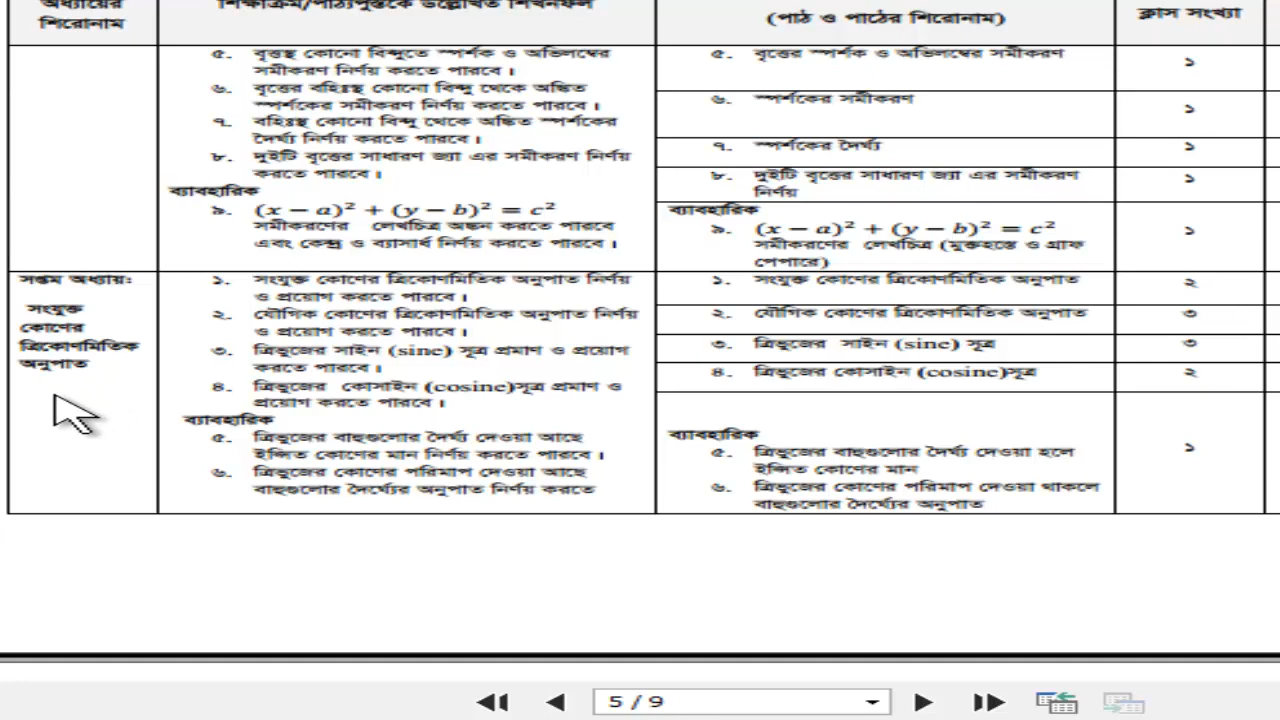 অধ্যায়ের
শিরোনাম
শিক্ষাক্রম/পাঠ্যপুস্তকে উল্লেখিত শিখনফল
(পাঠ ও পাঠের শিরোনাম)
ক্লাস সংখ্যা
৫. বৃত্তস্থ কোনো বিন্দুতে স্পর্শক ও অভিলম্বের
সমীকরণ নির্ণয় করতে পারবে।
৬. বৃত্তের বহিঃস্থ কোনো বিন্দু থেকে অঙ্কিত
স্পর্শকের সমীকরণ নির্ণয় করতে পারবে।
৭. বহিঃস্থ কোনো বিন্দু থেকে অঙ্কিত স্পর্শকের
দৈর্ঘ্য নির্ণয় করতে পারবে।
৮. দুইটি বৃত্তের সাধারণ জ্যা এর সমীকরণ নির্ণয়
করতে পারবে।
ব্যাবহারিক
৯. (x − a)² + (y − b)² = c²
সমীকরণের লেখচিত্র অঙ্কন করতে পারবে
এবং কেন্দ্র ও ব্যাসার্ধ নির্ণয় করতে পারবে।
৫. বৃত্তের স্পর্শক ও অভিলম্বের সমীকরণ
১
৬. স্পর্শকের সমীকরণ
১
৭. স্পর্শকের দৈর্ঘ্য
১
৮. দুইটি বৃত্তের সাধারণ জ্যা এর সমীকরণ
নির্ণয়
১
ব্যাবহারিক
৯. (x − a)² + (y − b)² = c²
সমীকরণের লেখচিত্র (মুক্তহস্তে ও গ্রাফ
পেপারে)
১
সপ্তম অধ্যায়ঃ
সংযুক্ত
কোণের
ত্রিকোণমিতিক
অনুপাত
১. সংযুক্ত কোণের ত্রিকোণমিতিক অনুপাত নির্ণয়
ও প্রয়োগ করতে পারবে।
২. যৌগিক কোণের ত্রিকোণমিতিক অনুপাত নির্ণয়
ও প্রয়োগ করতে পারবে।
৩. ত্রিভুজের সাইন (sine) সূত্র প্রমাণ ও প্রয়োগ
করতে পারবে।
৪. ত্রিভুজের কোসাইন (cosine)সূত্র প্রমাণ ও
প্রয়োগ করতে পারবে।
ব্যাবহারিক
৫. ত্রিভুজের বাহুগুলোর দৈর্ঘ্য দেওয়া আছে
ইপ্সিত কোণের মান নির্ণয় করতে পারবে।
৬. ত্রিভুজের কোণের পরিমাপ দেওয়া আছে
বাহুগুলোর দৈর্ঘ্যের অনুপাত নির্ণয় করতে
১. সংযুক্ত কোণের ত্রিকোণমিতিক অনুপাত
২
২. যৌগিক কোণের ত্রিকোণমিতিক অনুপাত
৩
৩. ত্রিভুজের সাইন (sine) সূত্র
৩
৪. ত্রিভুজের কোসাইন (cosine)সূত্র
২
ব্যাবহারিক
৫. ত্রিভুজের বাহুগুলোর দৈর্ঘ্য দেওয়া হলে
ইপ্সিত কোণের মান
৬. ত্রিভুজের কোণের পরিমাপ দেওয়া থাকলে
বাহুগুলোর দৈর্ঘ্যের অনুপাত
১
5 / 9